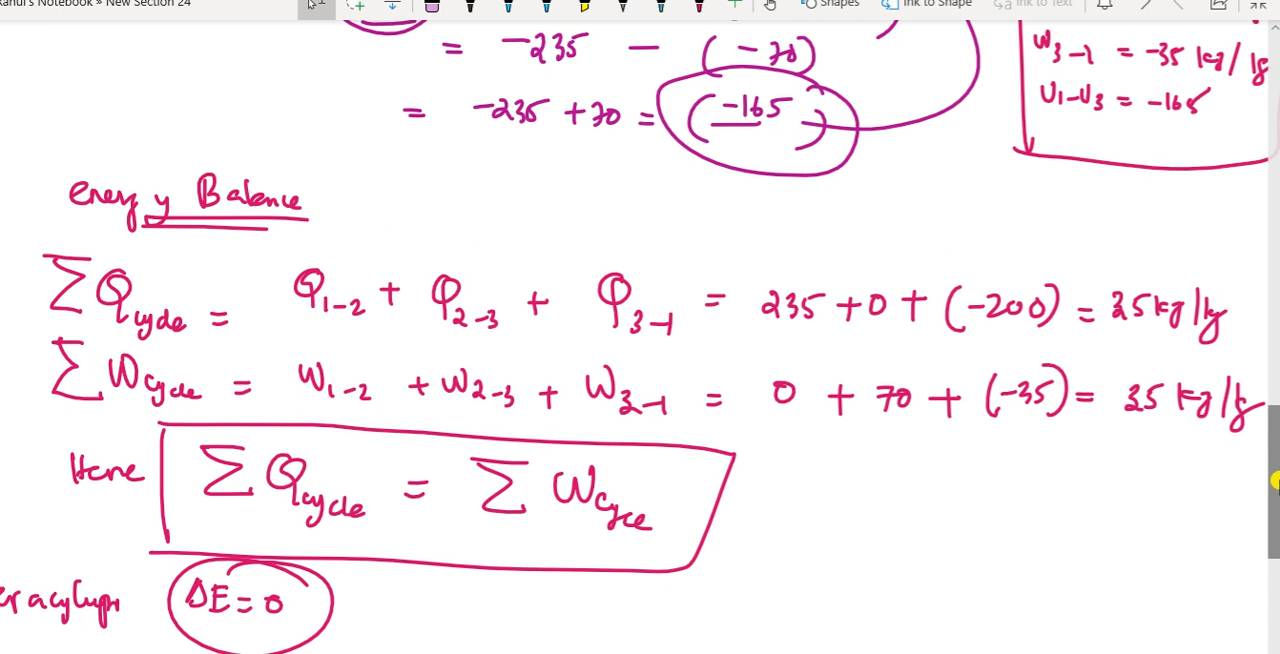 's Notebook » New Section 24
Shapes Ink to Shape Ink to Text
= -235 - (-70)
= -235 + 70 = (-165)
W3-1 = -35 kJ/kg
U1-U3 = -165
Energy Balance
ΣQcycle = Q1-2 + Q2-3 + Q3-1 = 235 + 0 + (-200) = 35 kJ/kg
ΣWcycle = W1-2 + W2-3 + W3-1 = 0 + 70 + (-35) = 35 kJ/kg
Here ΣQcycle = ΣWcycle
ΔE = 0